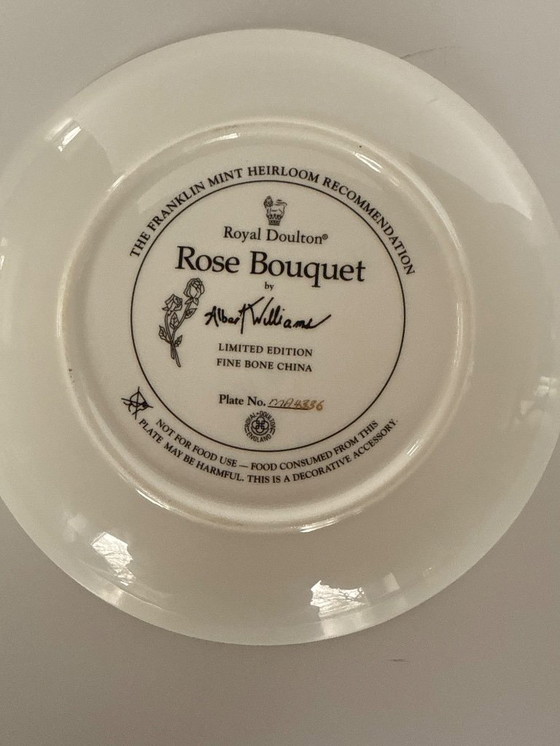 THE FRANKLIN MINT HEIRLOOM RECOMMENDATION
Royal Doulton®
Rose Bouquet
by
Albert Williams
LIMITED EDITION
FINE BONE CHINA
Plate No. MA4836
NOT FOR FOOD USE — FOOD CONSUMED FROM THIS
PLATE MAY BE HARMFUL. THIS IS A DECORATIVE ACCESSORY.